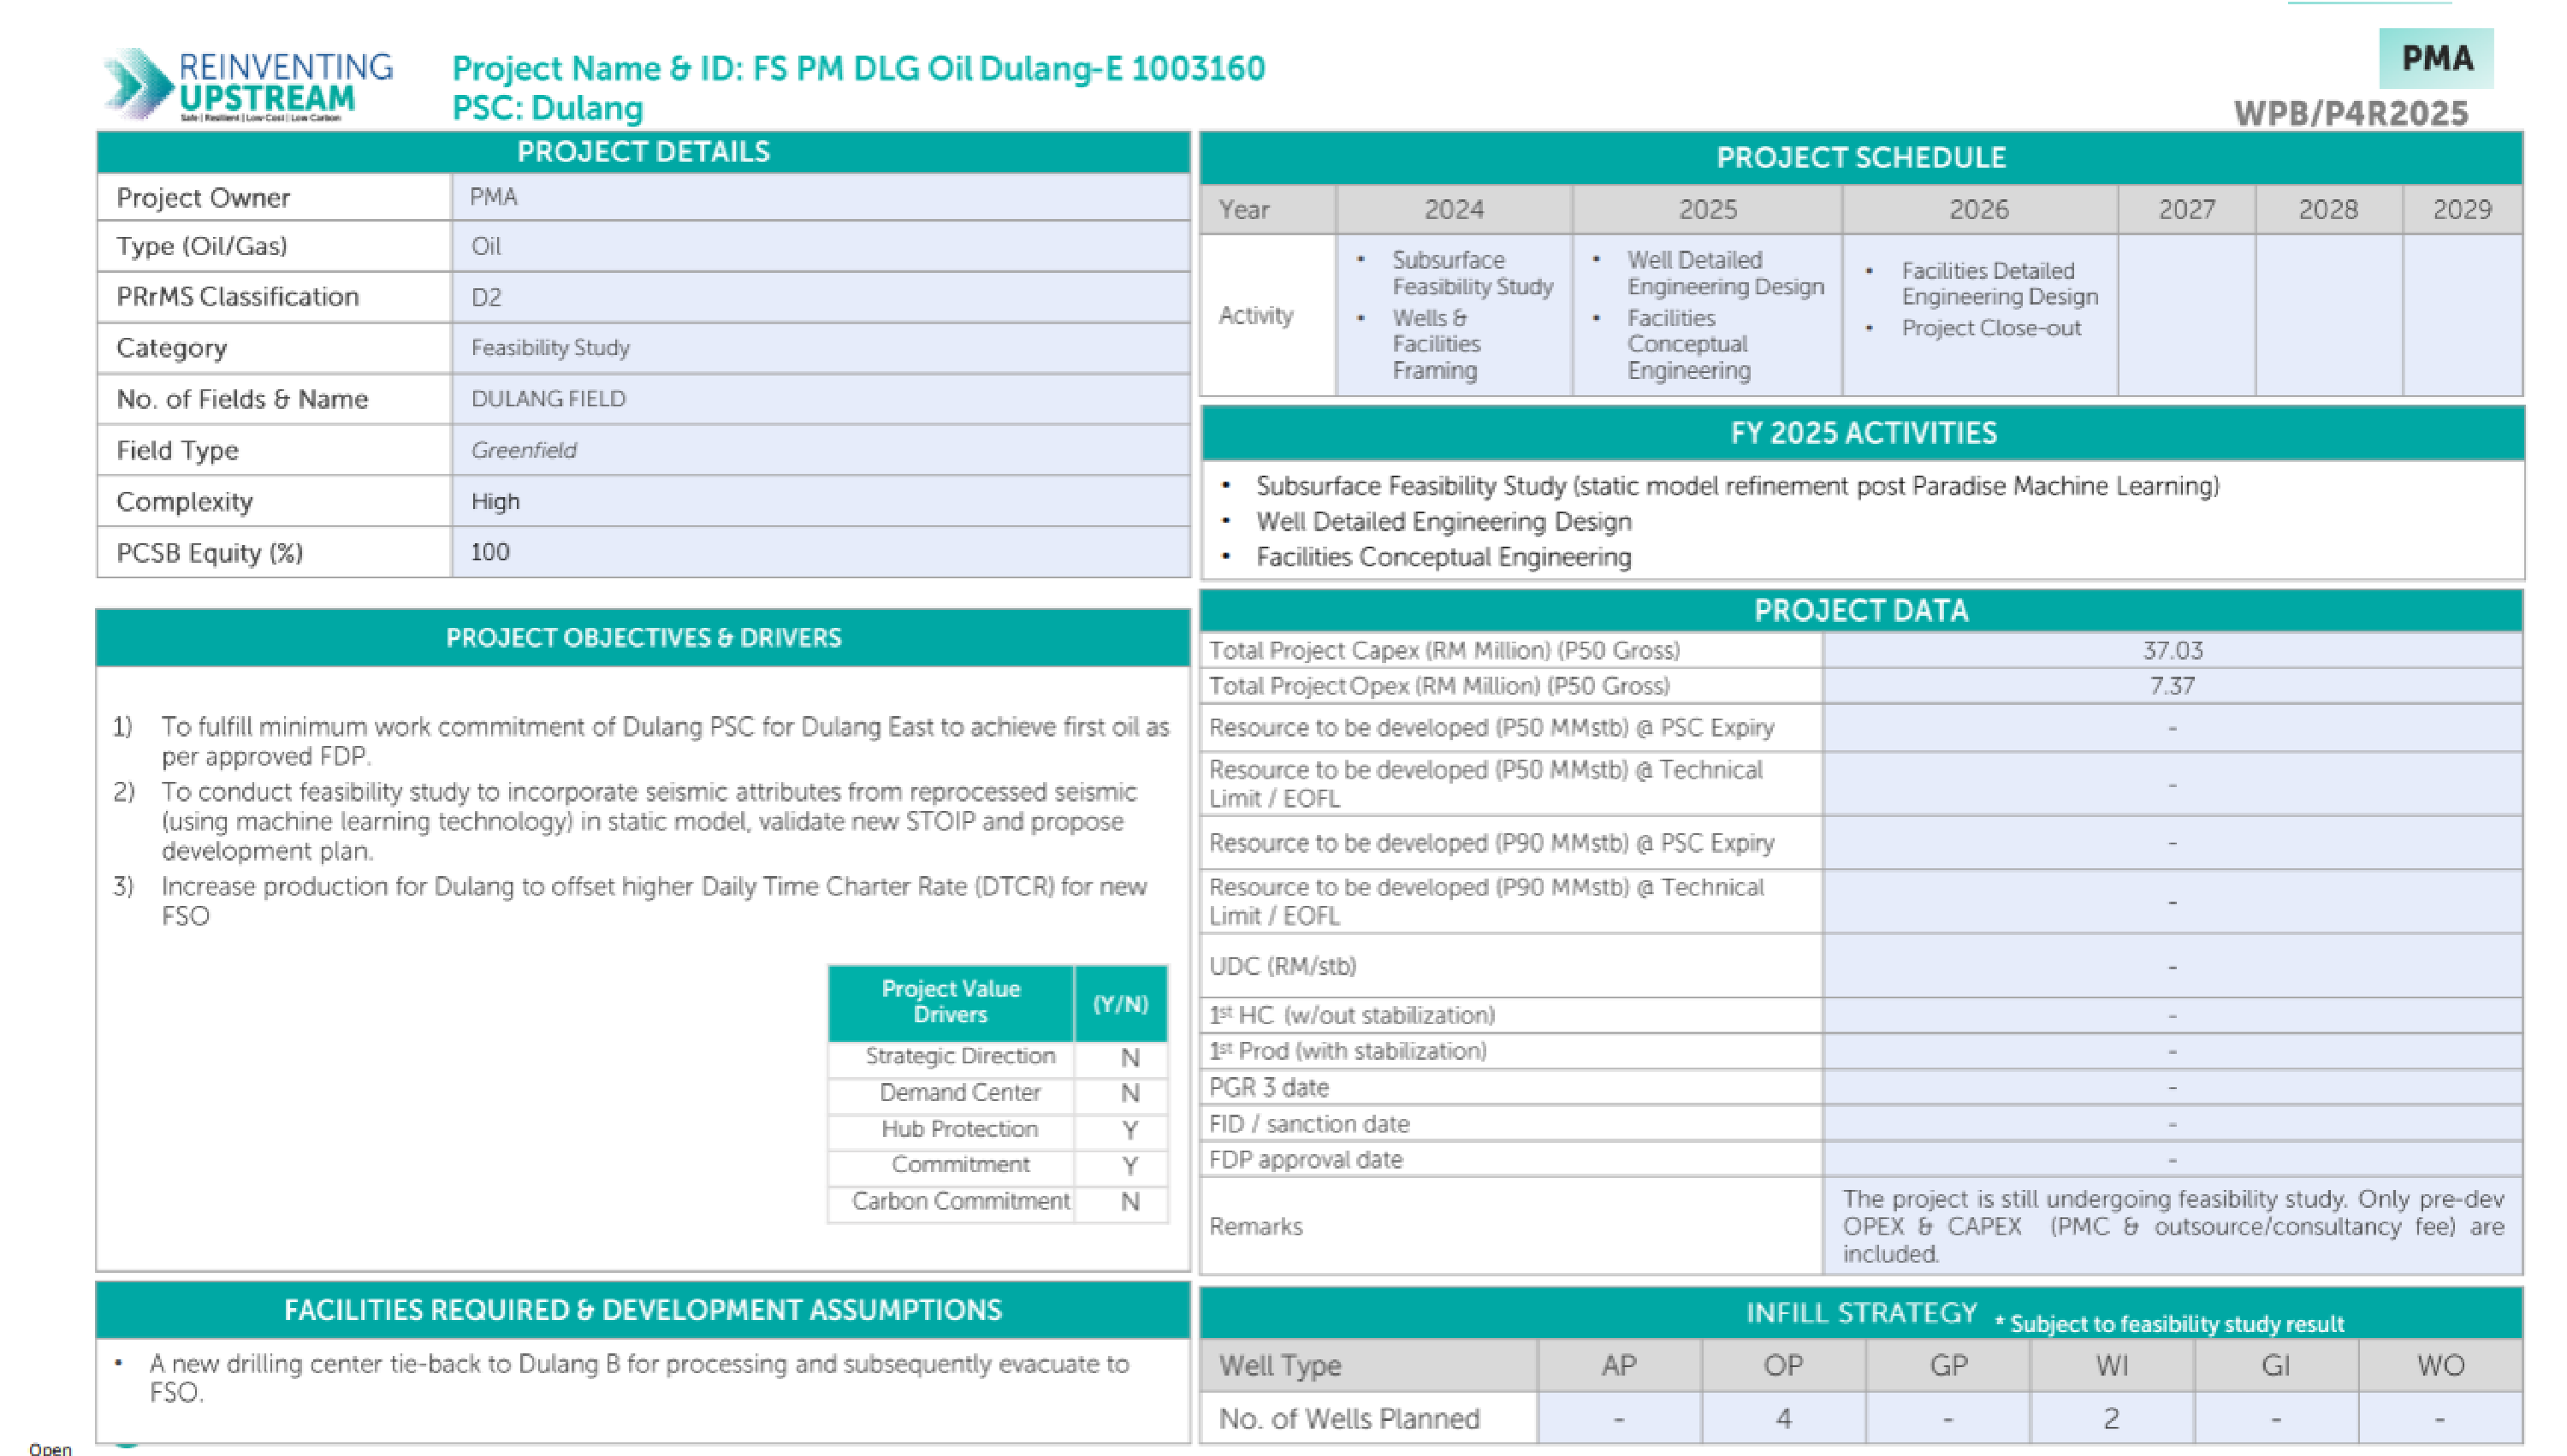 REINVENTING
UPSTREAM
Safe | Resilient | Low-Cost | Low Carbon
Project Name & ID: FS PM DLG Oil Dulang-E 1003160
PSC: Dulang
PMA
WPB/P4R2025
PROJECT DETAILS
Project Owner PMA
Type (Oil/Gas) Oil
PRrMS Classification D2
Category Feasibility Study
No. of Fields & Name DULANG FIELD
Field Type Greenfield
Complexity High
PCSB Equity (%) 100
PROJECT OBJECTIVES & DRIVERS
1) To fulfill minimum work commitment of Dulang PSC for Dulang East to achieve first oil as
per approved FDP.
2) To conduct feasibility study to incorporate seismic attributes from reprocessed seismic
(using machine learning technology) in static model, validate new STOIP and propose
development plan.
3) Increase production for Dulang to offset higher Daily Time Charter Rate (DTCR) for new
FSO
Project Value
Drivers
(Y/N)
Strategic Direction N
Demand Center N
Hub Protection Y
Commitment Y
Carbon Commitment N
FACILITIES REQUIRED & DEVELOPMENT ASSUMPTIONS
• A new drilling center tie-back to Dulang B for processing and subsequently evacuate to
FSO.
Open
PROJECT SCHEDULE
Year 2024 2025 2026 2027 2028 2029
Activity
• Subsurface
Feasibility Study
• Wells &
Facilities
Framing
• Well Detailed
Engineering Design
• Facilities
Conceptual
Engineering
• Facilities Detailed
Engineering Design
• Project Close-out
FY 2025 ACTIVITIES
• Subsurface Feasibility Study (static model refinement post Paradise Machine Learning)
• Well Detailed Engineering Design
• Facilities Conceptual Engineering
PROJECT DATA
Total Project Capex (RM Million) (P50 Gross) 37.03
Total Project Opex (RM Million) (P50 Gross) 7.37
Resource to be developed (P50 MMstb) @ PSC Expiry -
Resource to be developed (P50 MMstb) @ Technical
Limit / EOFL -
Resource to be developed (P90 MMstb) @ PSC Expiry -
Resource to be developed (P90 MMstb) @ Technical
Limit / EOFL -
UDC (RM/stb) -
1st HC (w/out stabilization) -
1st Prod (with stabilization) -
PGR 3 date -
FID / sanction date -
FDP approval date -
Remarks
The project is still undergoing feasibility study. Only pre-dev
OPEX & CAPEX (PMC & outsource/consultancy fee) are
included.
INFILL STRATEGY * Subject to feasibility study result
Well Type AP OP GP WI GI WO
No. of Wells Planned - 4 - 2 - -